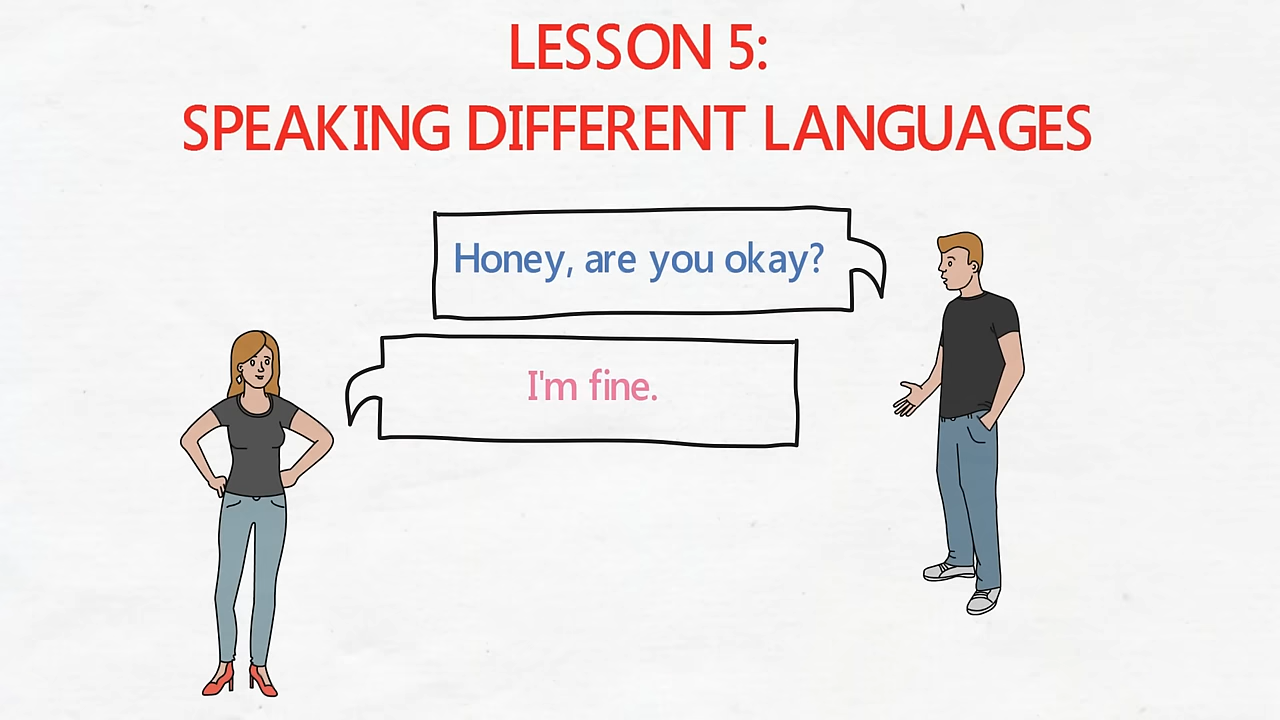 LESSON 5:
SPEAKING DIFFERENT LANGUAGES
Honey, are you okay?
I'm fine.